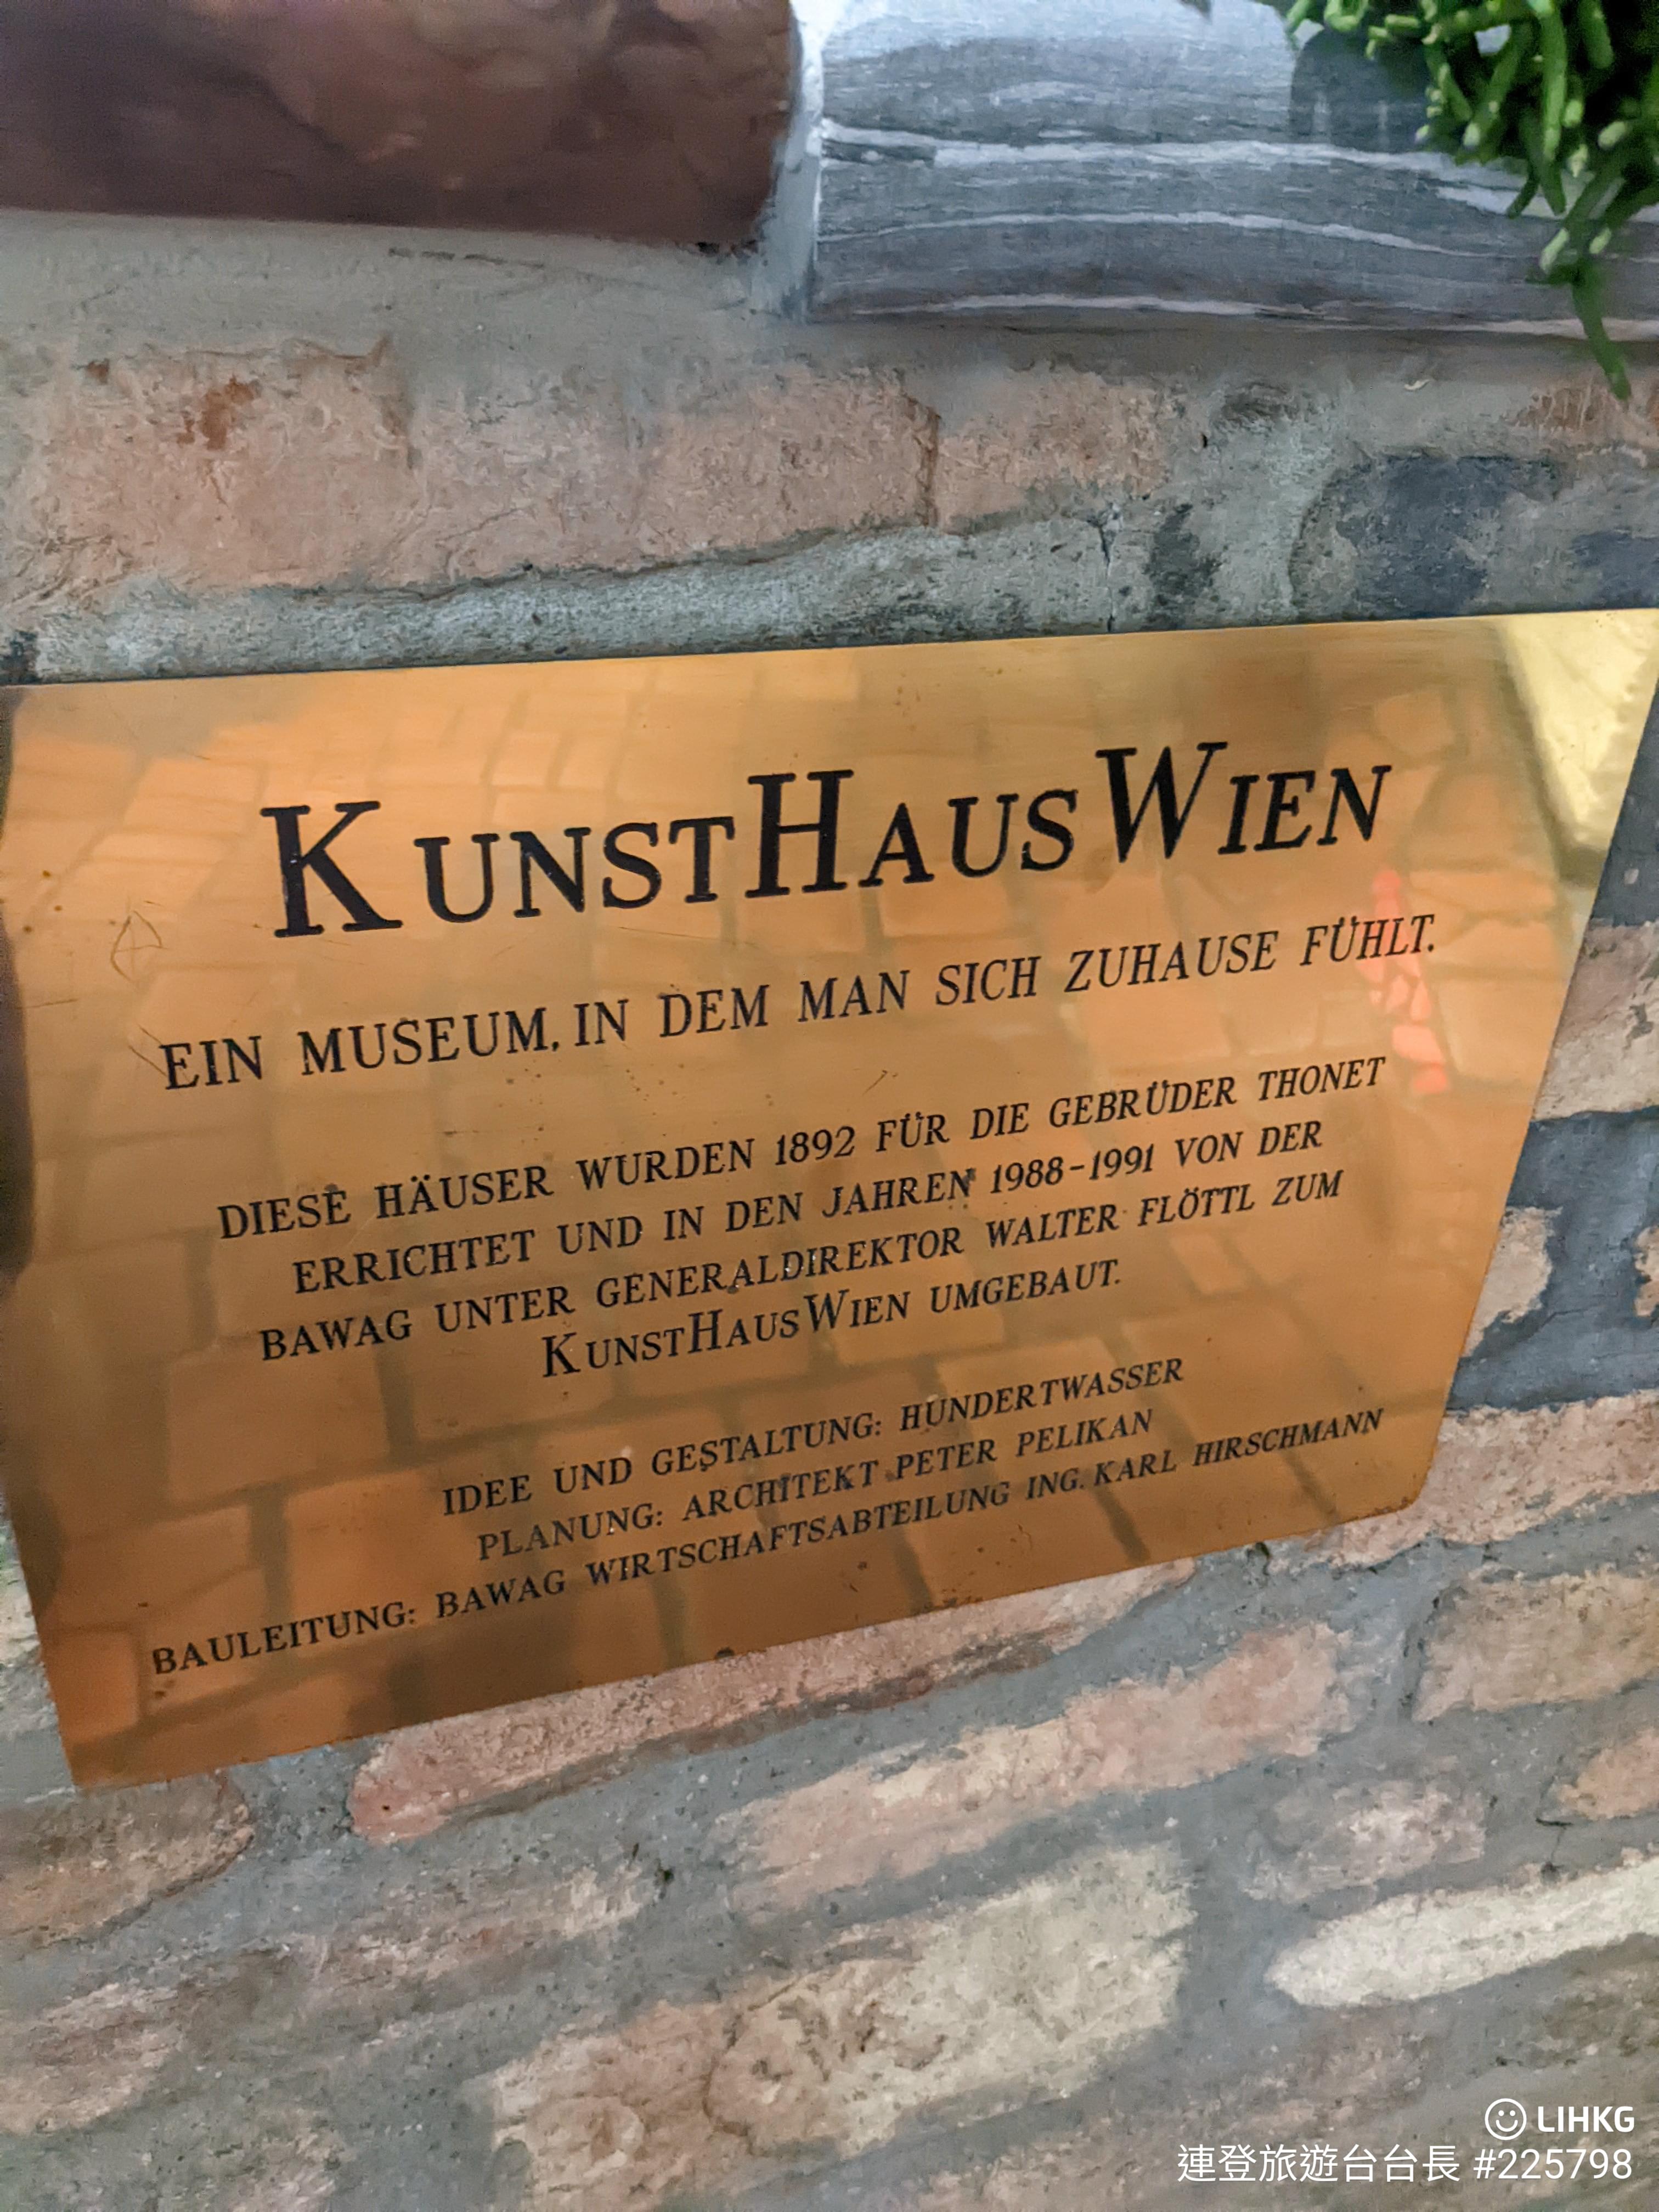 KUNSTHAUSWIEN
EIN MUSEUM, IN DEM MAN SICH ZUHAUSE FÜHLT.
DIESE HÄUSER WURDEN 1892 FÜR DIE GEBRÜDER THONET
ERRICHTET UND IN DEN JAHREN 1988-1991 VON DER
BAWAG UNTER GENERALDIREKTOR WALTER FLÖTTL ZUM
KUNSTHAUSWIEN UMGEBAUT.
IDEE UND GESTALTUNG: HUNDERTWASSER
PLANUNG: ARCHITEKT PETER PELIKAN
BAULEITUNG: BAWAG WIRTSCHAFTSABTEILUNG ING. KARL HIRSCHMANN
LIHKG
連登旅遊台台長 #225798